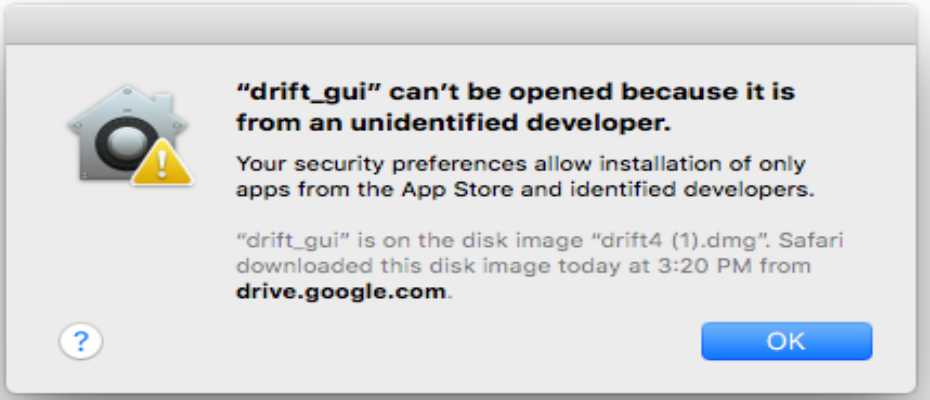 “drift_gui” can’t be opened because it is
from an unidentified developer.
Your security preferences allow installation of only
apps from the App Store and identified developers.
“drift_gui” is on the disk image “drift4 (1).dmg”. Safari
downloaded this disk image today at 3:20 PM from
drive.google.com.
?
OK